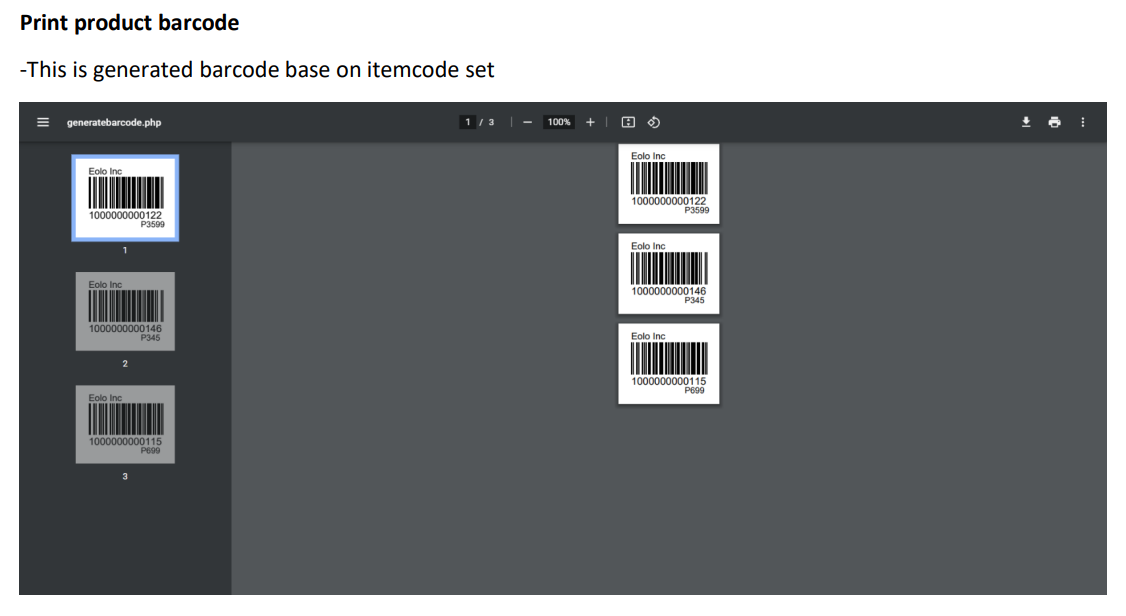 Print product barcode
-This is generated barcode base on itemcode set
generatebarcode.php
1 / 3
100%
Eolo Inc
1000000000122
P3599
1
Eolo Inc
1000000000146
P345
2
Eolo Inc
1000000000115
P699
3
Eolo Inc
1000000000122
P3599
Eolo Inc
1000000000146
P345
Eolo Inc
1000000000115
P699